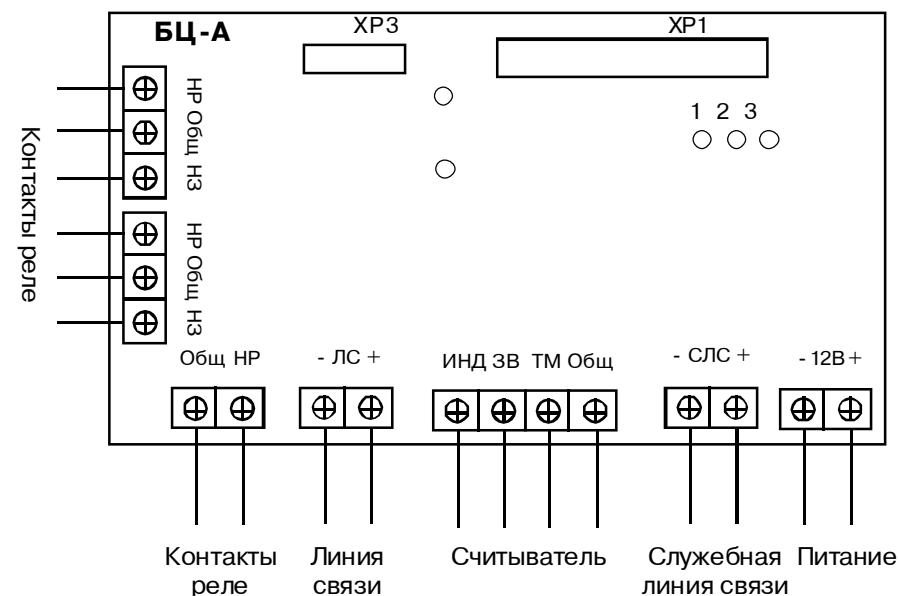 БЦ-А
ХР3
ХР1
1 2 3
НР Общ НЗ
НР Общ НЗ
Контакты реле
Общ НР
- ЛС +
ИНД ЗВ ТМ Общ
- СЛС +
- 12В +
Контакты
реле
Линия
связи
Считыватель
Служебная
линия связи
Питание